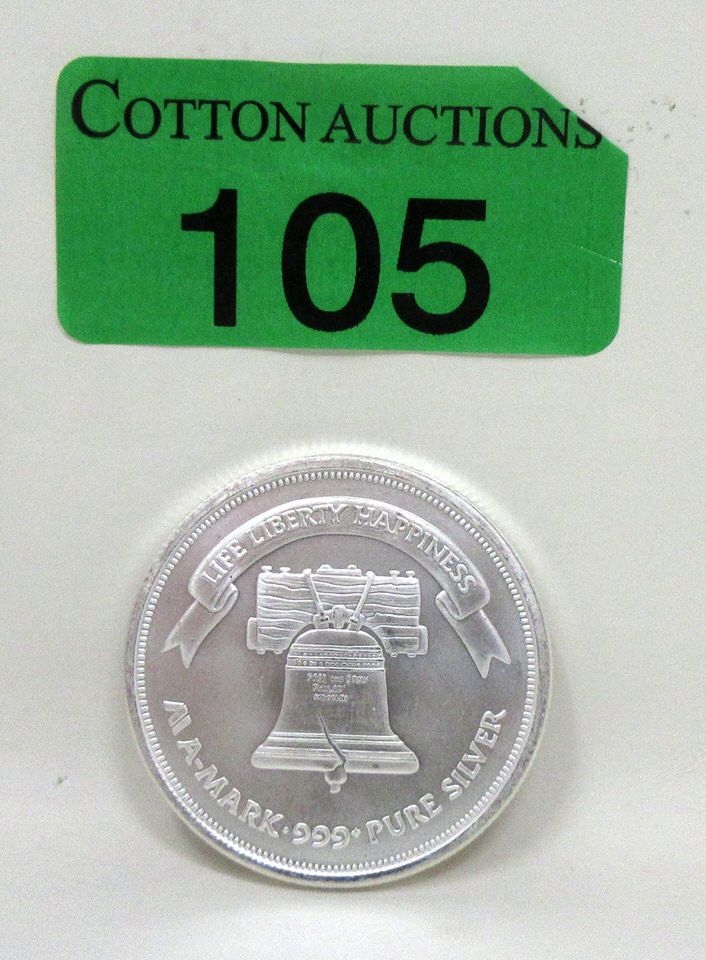 COTTON AUCTIONS
105
LIFE LIBERTY HAPPINESS
A-MARK · 999 · PURE SILVER